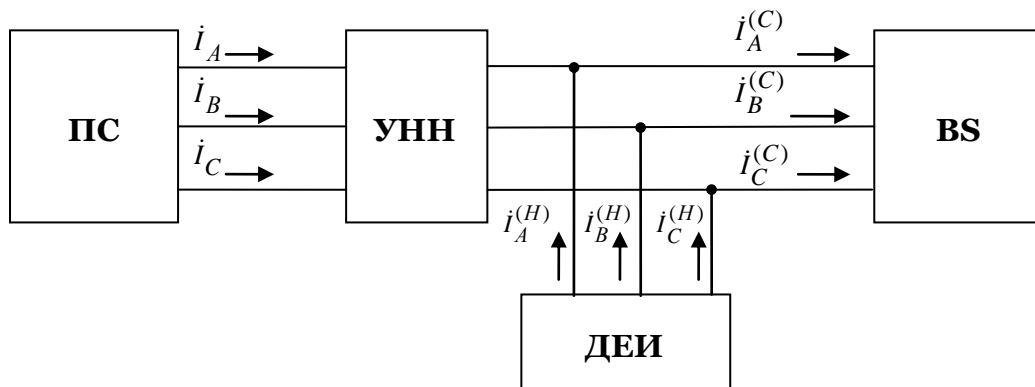 İ_A
İ_B
İ_C
ПС
УНН
İ_A^(C)
İ_B^(C)
İ_C^(C)
BS
İ_A^(H)
İ_B^(H)
İ_C^(H)
ДЕИ